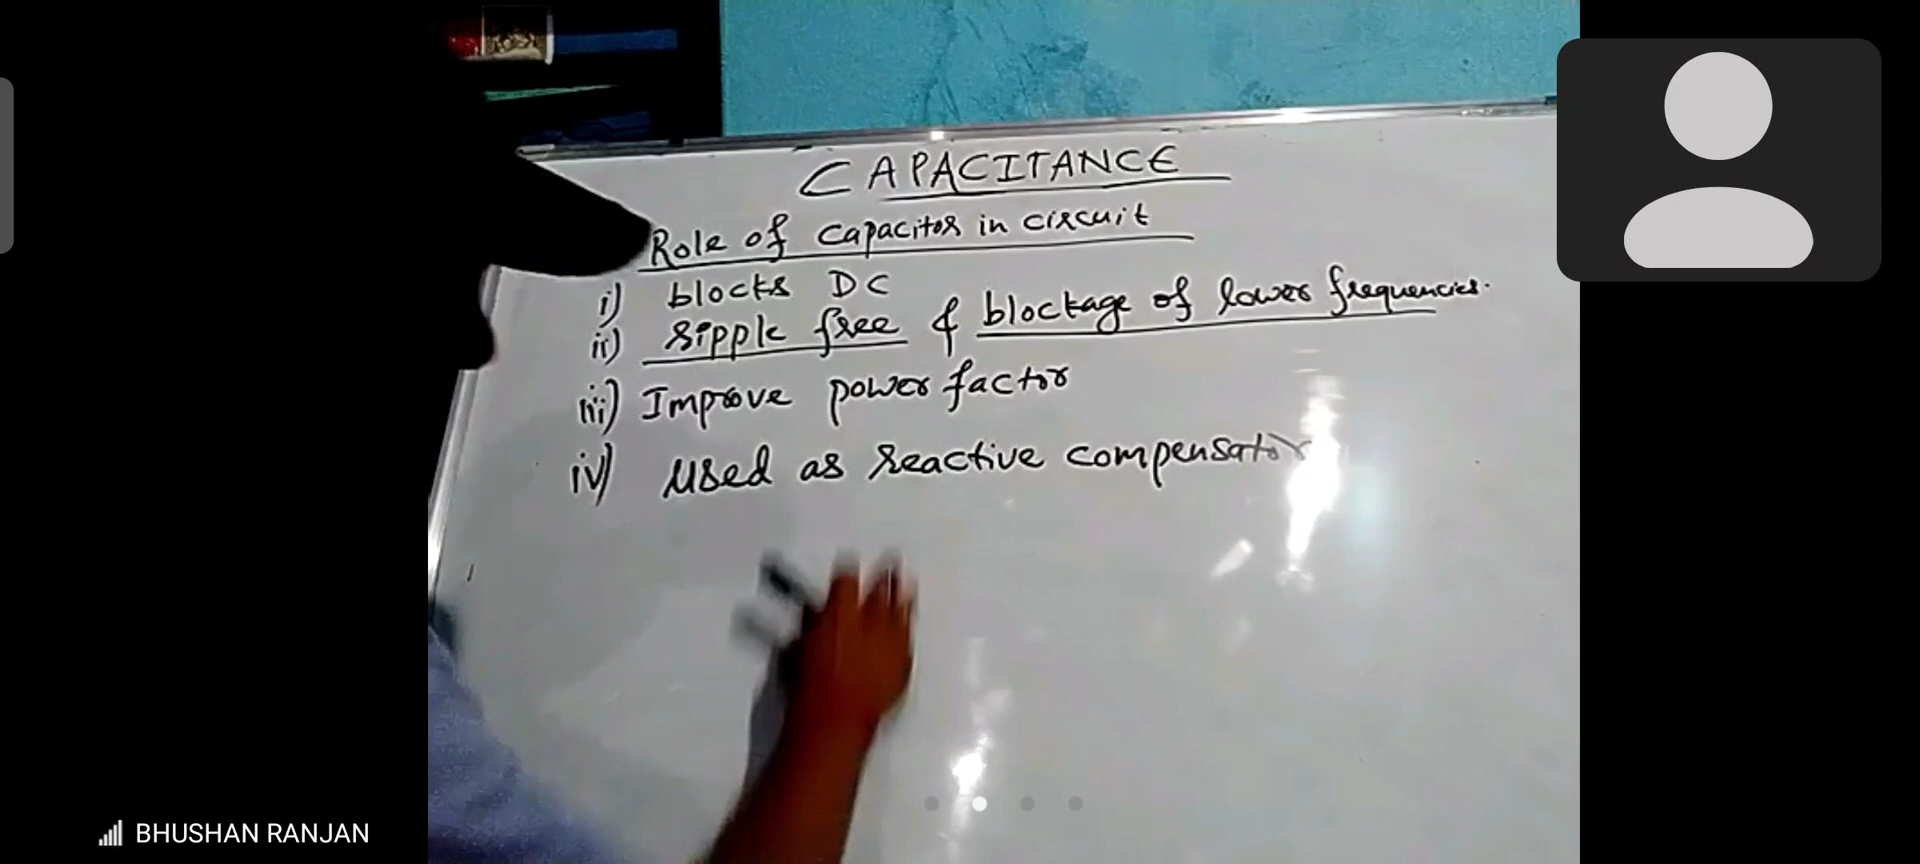 CAPACITANCE
Role of capacitor in circuit
i) blocks DC
ii) ripple free & blockage of lower frequencies.
iii) Improve power factor
iv) Used as reactive compensator
BHUSHAN RANJAN